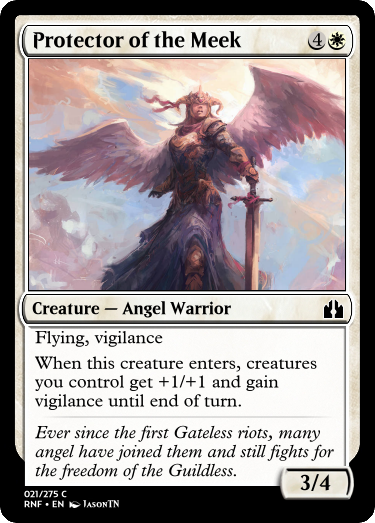 Protector of the Meek 4
Creature — Angel Warrior
Flying, vigilance
When this creature enters, creatures
you control get +1/+1 and gain
vigilance until end of turn.
Ever since the first Gateless riots, many
angel have joined them and still fights for
the freedom of the Guildless.
3/4
021/275 C
RNF • EN JASONTN